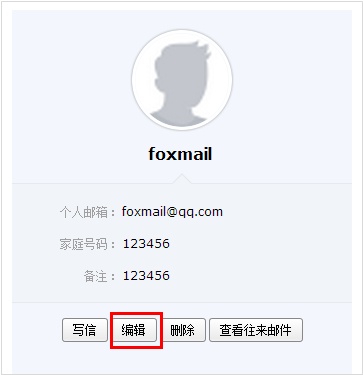 foxmail
个人邮箱：foxmail@qq.com
家庭号码：123456
备注：123456
写信 编辑 删除 查看往来邮件